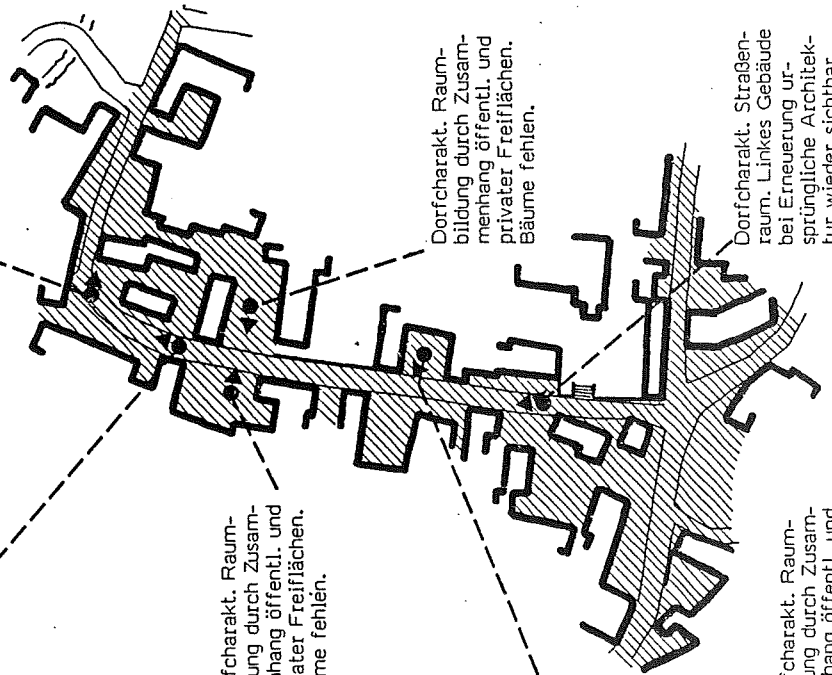 Dorfcharakt. Raum-
bildung durch Zusam-
menhang öffentl. und
privater Freiflächen.
Bäume fehlen.
Dorfcharakt. Straßen-
raum. Linkes Gebäude
bei Erneuerung ur-
sprüngliche Architek-
tur wieder sichtbar
fcharakt. Raum-
ung durch Zusam-
hang öffentl. und
ater Freiflächen.
me fehlen.
fcharakt. Raum-
ung durch Zusam-
hang öffentl. und